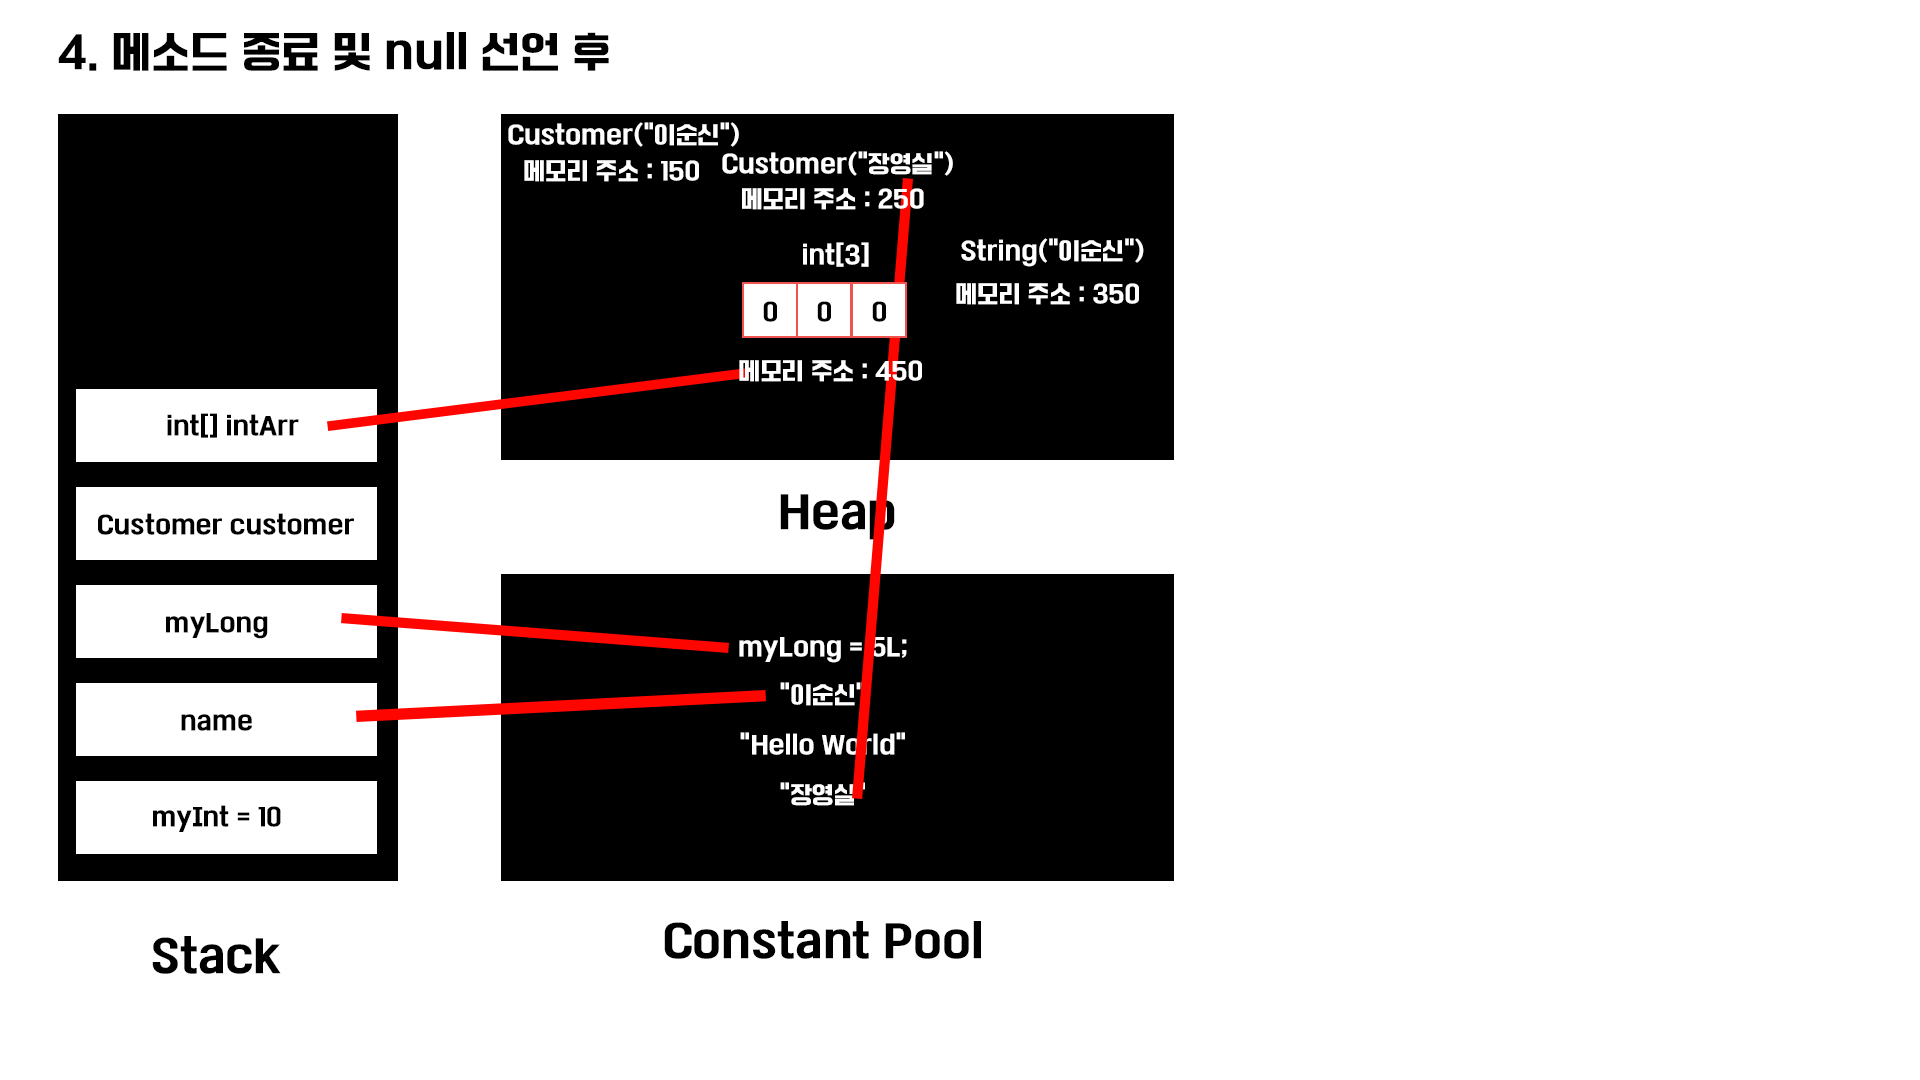 4. 메소드 종료 및 null 선언 후
Customer("이순신")
메모리 주소 : 150
Customer("장영실")
메모리 주소 : 250
int[3]
String("이순신")
메모리 주소 : 350
0 0 0
메모리 주소 : 450
int[] intArr
Customer customer
myLong
name
myInt = 10
Heap
myLong = 5L;
"이순신"
"Hello World"
"장영실"
Stack
Constant Pool